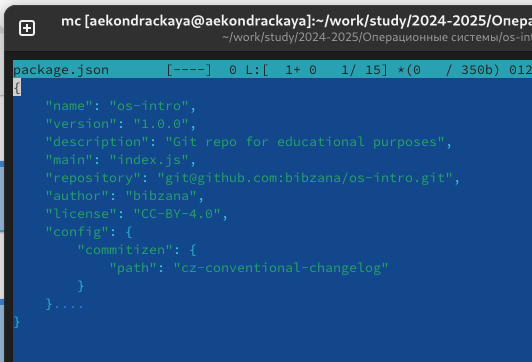 mc [aekondrackaya@aekondrackaya]:~/work/study/2024-2025/Опера
~/work/study/2024-2025/Операционные системы/os-int
package.json       [----]  0 L:[  1+ 0   1/ 15] *(0   / 350b) 012
{
    "name": "os-intro",
    "version": "1.0.0",
    "description": "Git repo for educational purposes",
    "main": "index.js",
    "repository": "git@github.com:bibzana/os-intro.git",
    "author": "bibzana",
    "license": "CC-BY-4.0",
    "config": {
        "commitizen": {
            "path": "cz-conventional-changelog"
        }
    }....
}